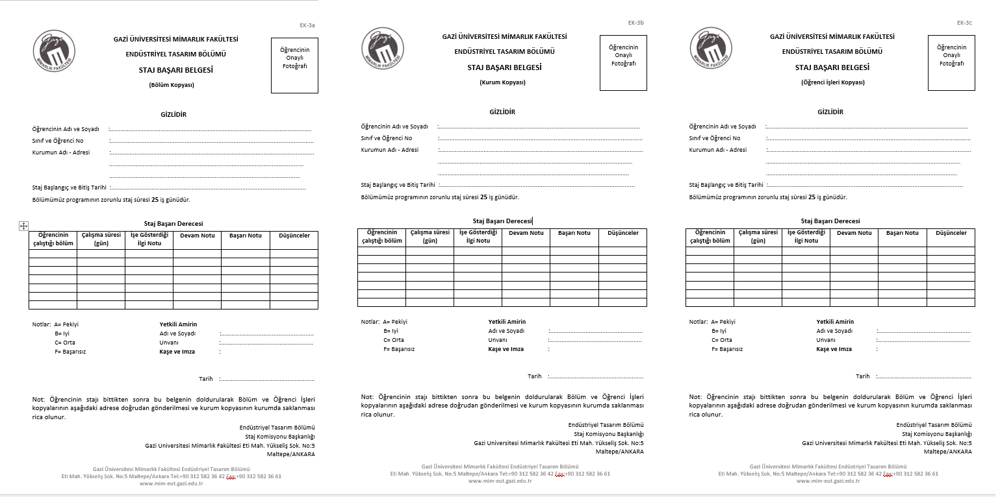 EK-3a
Gazi
MİMARLIK FAKÜLTESİ
GAZİ ÜNİVERSİTESİ MİMARLIK FAKÜLTESİ
ENDÜSTRİYEL TASARIM BÖLÜMÜ
STAJ BAŞARI BELGESİ
(Bölüm Kopyası)
Öğrencinin
Onaylı
Fotoğrafı
GİZLİDİR
Öğrencinin Adı ve Soyadı :..........
Sınıf ve Öğrenci No :..........
Kurumun Adı - Adresi :..........
..........
..........
Staj Başlangıç ve Bitiş Tarihi :..........
Bölümümüz programının zorunlu staj süresi 25 iş günüdür.
Staj Başarı Derecesi
Öğrencinin çalıştığı bölüm Çalışma süresi (gün) İşe Gösterdiği İlgi Notu Devam Notu Başarı Notu Düşünceler
Notlar: A= Pekiyi Yetkili Amirin
B= Iyi Adı ve Soyadı :..........
C= Orta Unvanı :..........
F= Başarısız Kaşe ve Imza :
Tarih :..........
Not: Öğrencinin stajı bittikten sonra bu belgenin doldurularak Bölüm ve Öğrenci İşleri
kopyalarının aşağıdaki adrese doğrudan gönderilmesi ve kurum kopyasının kurumda saklanması
rica olunur.
Endüstriyel Tasarım Bölümü
Staj Komisyonu Başkanlığı
Gazi Universitesi Mimarlık Fakültesi Eti Mah. Yükseliş Sok. No:5
Maltepe/ANKARA
Gazi Üniversitesi Mimarlık Fakültesi Endüstriyel Tasarım Bölümü
Eti Mah. Yükseliş Sok. No:5 Maltepe/Ankara Tel:+90 312 582 36 42 Fax:+90 312 582 36 61
www.mim-eut.gazi.edu.tr
EK-3b
Gazi
MİMARLIK FAKÜLTESİ
GAZİ ÜNİVERSİTESİ MİMARLIK FAKÜLTESİ
ENDÜSTRİYEL TASARIM BÖLÜMÜ
STAJ BAŞARI BELGESİ
(Kurum Kopyası)
Öğrencinin
Onaylı
Fotoğrafı
GİZLİDİR
Öğrencinin Adı ve Soyadı :..........
Sınıf ve Öğrenci No :..........
Kurumun Adı - Adresi :..........
..........
..........
Staj Başlangıç ve Bitiş Tarihi :..........
Bölümümüz programının zorunlu staj süresi 25 iş günüdür.
Staj Başarı Derecesi
Öğrencinin çalıştığı bölüm Çalışma süresi (gün) İşe Gösterdiği İlgi Notu Devam Notu Başarı Notu Düşünceler
Notlar: A= Pekiyi Yetkili Amirin
B= Iyi Adı ve Soyadı :..........
C= Orta Unvanı :..........
F= Başarısız Kaşe ve Imza :
Tarih :..........
Not: Öğrencinin stajı bittikten sonra bu belgenin doldurularak Bölüm ve Öğrenci İşleri
kopyalarının aşağıdaki adrese doğrudan gönderilmesi ve kurum kopyasının kurumda saklanması
rica olunur.
Endüstriyel Tasarım Bölümü
Staj Komisyonu Başkanlığı
Gazi Universitesi Mimarlık Fakültesi Eti Mah. Yükseliş Sok. No:5
Maltepe/ANKARA
Gazi Üniversitesi Mimarlık Fakültesi Endüstriyel Tasarım Bölümü
Eti Mah. Yükseliş Sok. No:5 Maltepe/Ankara Tel:+90 312 582 36 42 Fax:+90 312 582 36 61
www.mim-eut.gazi.edu.tr
EK-3c
Gazi
MİMARLIK FAKÜLTESİ
GAZİ ÜNİVERSİTESİ MİMARLIK FAKÜLTESİ
ENDÜSTRİYEL TASARIM BÖLÜMÜ
STAJ BAŞARI BELGESİ
(Öğrenci İşleri Kopyası)
Öğrencinin
Onaylı
Fotoğrafı
GİZLİDİR
Öğrencinin Adı ve Soyadı :..........
Sınıf ve Öğrenci No :..........
Kurumun Adı - Adresi :..........
..........
..........
Staj Başlangıç ve Bitiş Tarihi :..........
Bölümümüz programının zorunlu staj süresi 25 iş günüdür.
Staj Başarı Derecesi
Öğrencinin çalıştığı bölüm Çalışma süresi (gün) İşe Gösterdiği İlgi Notu Devam Notu Başarı Notu Düşünceler
Notlar: A= Pekiyi Yetkili Amirin
B= Iyi Adı ve Soyadı :..........
C= Orta Unvanı :..........
F= Başarısız Kaşe ve Imza :
Tarih :..........
Not: Öğrencinin stajı bittikten sonra bu belgenin doldurularak Bölüm ve Öğrenci İşleri
kopyalarının aşağıdaki adrese doğrudan gönderilmesi ve kurum kopyasının kurumda saklanması
rica olunur.
Endüstriyel Tasarım Bölümü
Staj Komisyonu Başkanlığı
Gazi Universitesi Mimarlık Fakültesi Eti Mah. Yükseliş Sok. No:5
Maltepe/ANKARA
Gazi Üniversitesi Mimarlık Fakültesi Endüstriyel Tasarım Bölümü
Eti Mah. Yükseliş Sok. No:5 Maltepe/Ankara Tel:+90 312 582 36 42 Fax:+90 312 582 36 61
www.mim-eut.gazi.edu.tr